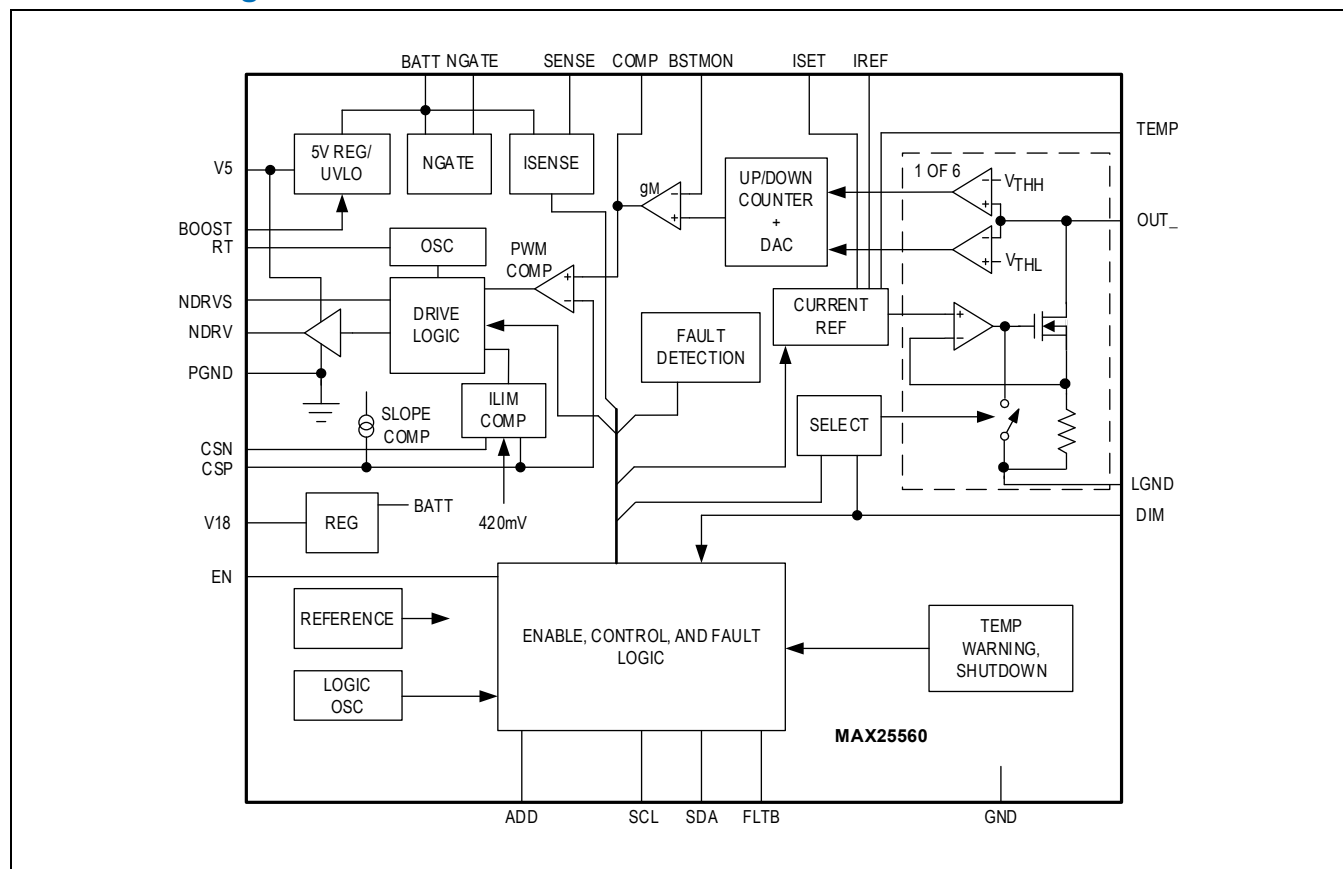 BATT NGATE SENSE COMP BSTMON ISET IREF
TEMP
V5
5V REG/
UVLO
NGATE
ISENSE
gM
-
+
UP/DOWN
COUNTER
+
DAC
1 OF 6
-
+
VTHH
OUT_
-
+
VTHL
BOOST
RT
OSC
PWM
COMP
+
-
NDRVS
NDRV
DRIVE
LOGIC
FAULT
DETECTION
CURRENT
REF
+
-
PGND
SLOPE
COMP
ILIM
COMP
SELECT
CSN
CSP
LGND
V18
REG
BATT
420mV
DIM
EN
REFERENCE
ENABLE, CONTROL, AND FAULT
LOGIC
TEMP
WARNING,
SHUTDOWN
LOGIC
OSC
MAX25560
ADD SCL SDA FLTB GND